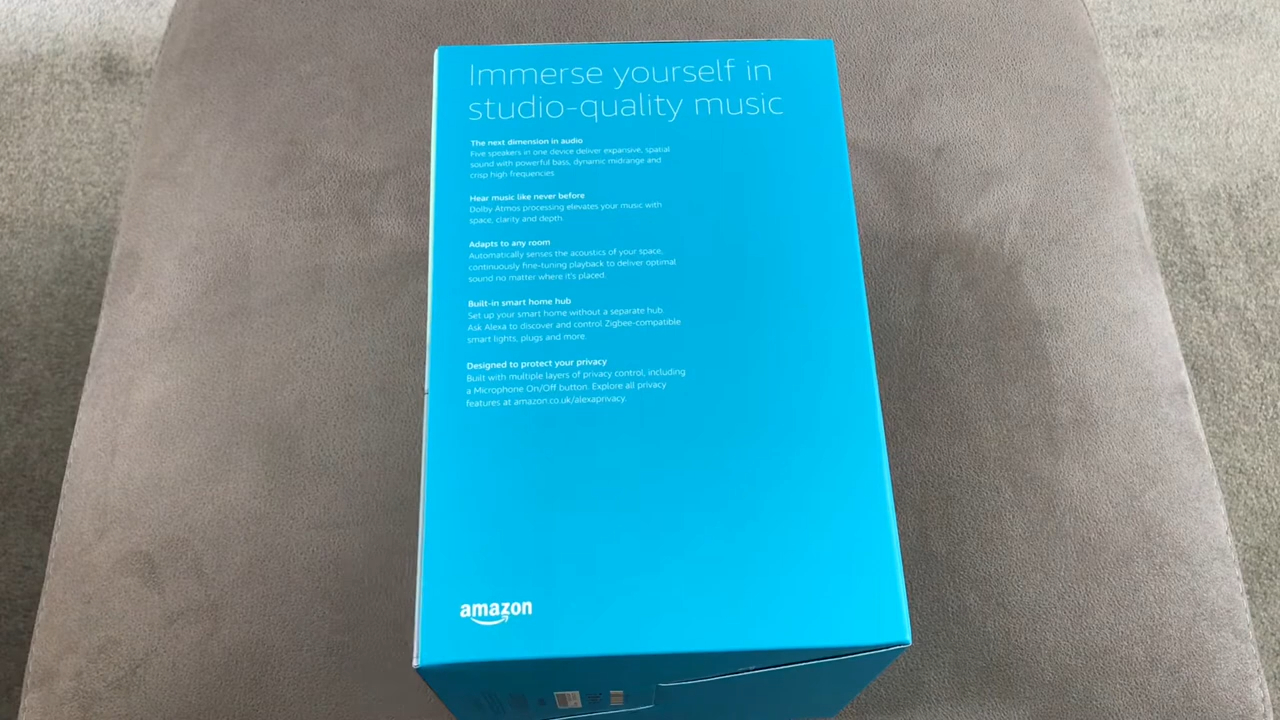 Immerse yourself in
studio-quality music
The next dimension in audio
Five speakers in one device deliver expansive, spatial
sound with powerful bass, dynamic midrange and
crisp high frequencies
Hear music like never before
Dolby Atmos processing elevates your music with
space, clarity and depth.
Adapts to any room
Automatically senses the acoustics of your space,
continuously fine-tuning playback to deliver optimal
sound no matter where it's placed.
Built-in smart home hub
Set up your smart home without a separate hub.
Ask Alexa to discover and control Zigbee-compatible
smart lights, plugs and more.
Designed to protect your privacy
Built with multiple layers of privacy control, including
a Microphone On/Off button. Explore all privacy
features at amazon.co.uk/alexaprivacy.
amazon